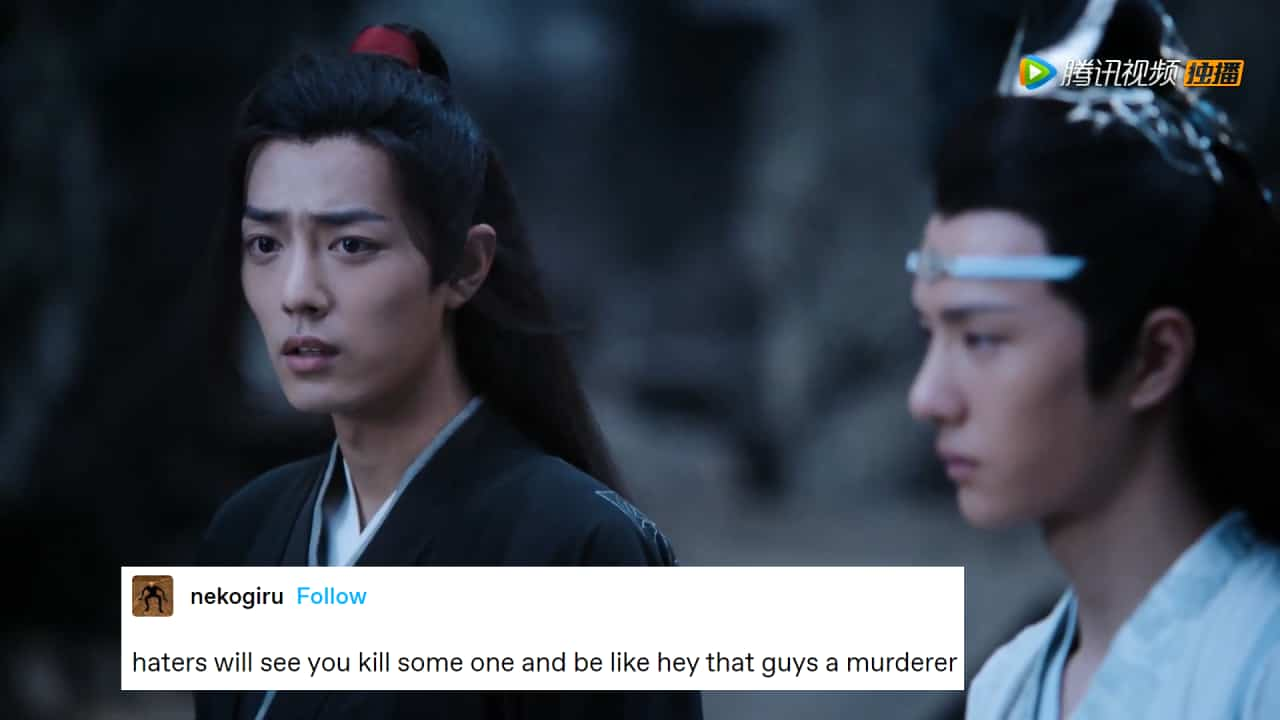 腾讯视频 独播
nekogiru Follow
haters will see you kill some one and be like hey that guys a murderer